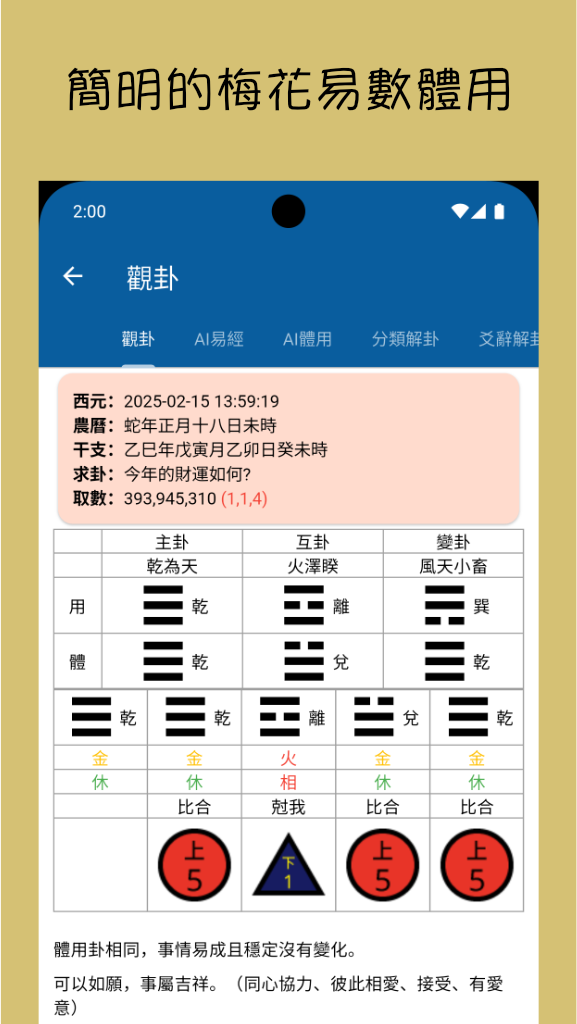 簡明的梅花易數體用
2:00
觀卦
觀卦 AI易經 AI體用 分類解卦 爻辭解卦
西元：2025-02-15 13:59:19
農曆：蛇年正月十八日未時
干支：乙巳年戊寅月乙卯日癸未時
求卦：今年的財運如何?
取數：393,945,310 (1,1,4)
主卦 互卦 變卦
乾為天 火澤睽 風天小畜
用 乾 離 巽
體 乾 兌 乾
乾 乾 離 兌 乾
金 金 火 金 金
休 休 相 休 休
比合 剋我 比合 比合
上 下 上 上
5 1 5 5
體用卦相同，事情易成且穩定沒有變化。
可以如願，事屬吉祥。（同心協力、彼此相愛、接受、有愛
意）